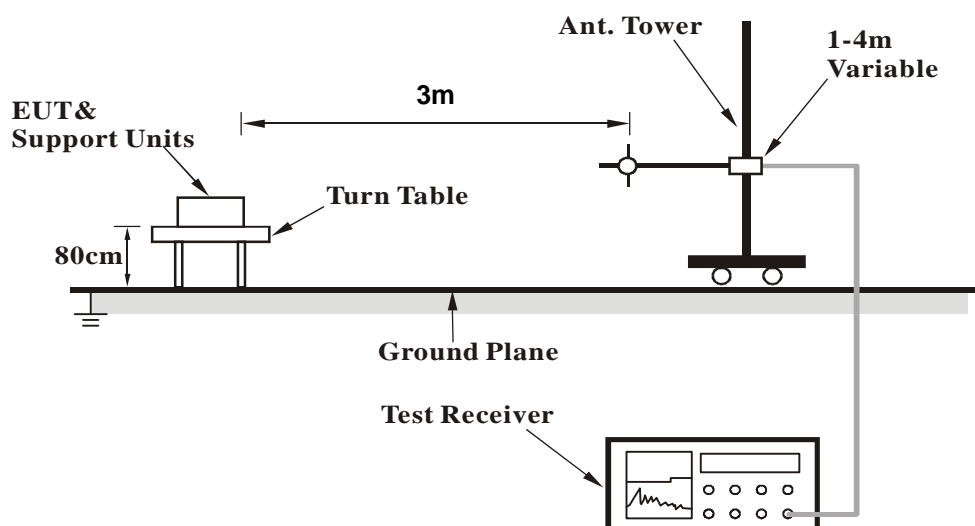 Ant. Tower
1-4m
Variable
3m
EUT&
Support Units
Turn Table
80cm
Ground Plane
Test Receiver